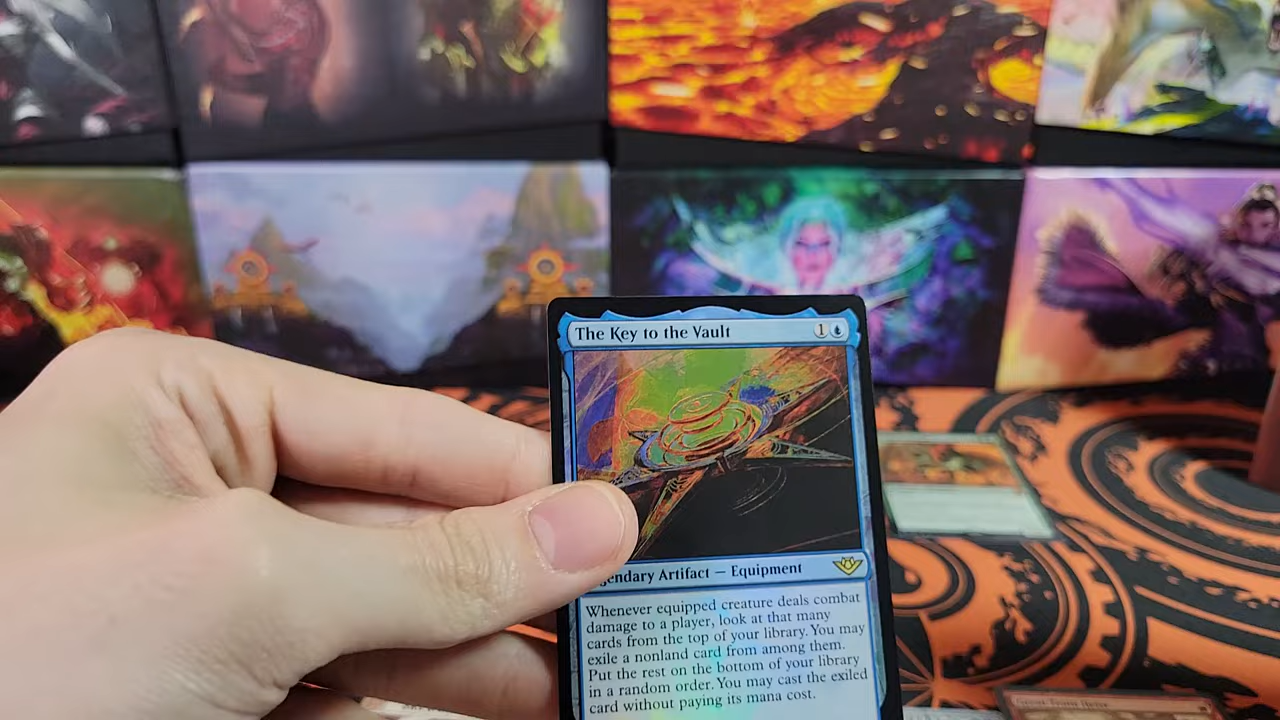 The Key to the Vault 1
gendary Artifact — Equipment
Whenever equipped creature deals combat
damage to a player, look at that many
cards from the top of your library. You may
exile a nonland card from among them.
Put the rest on the bottom of your library
in a random order. You may cast the exiled
card without paying its mana cost.